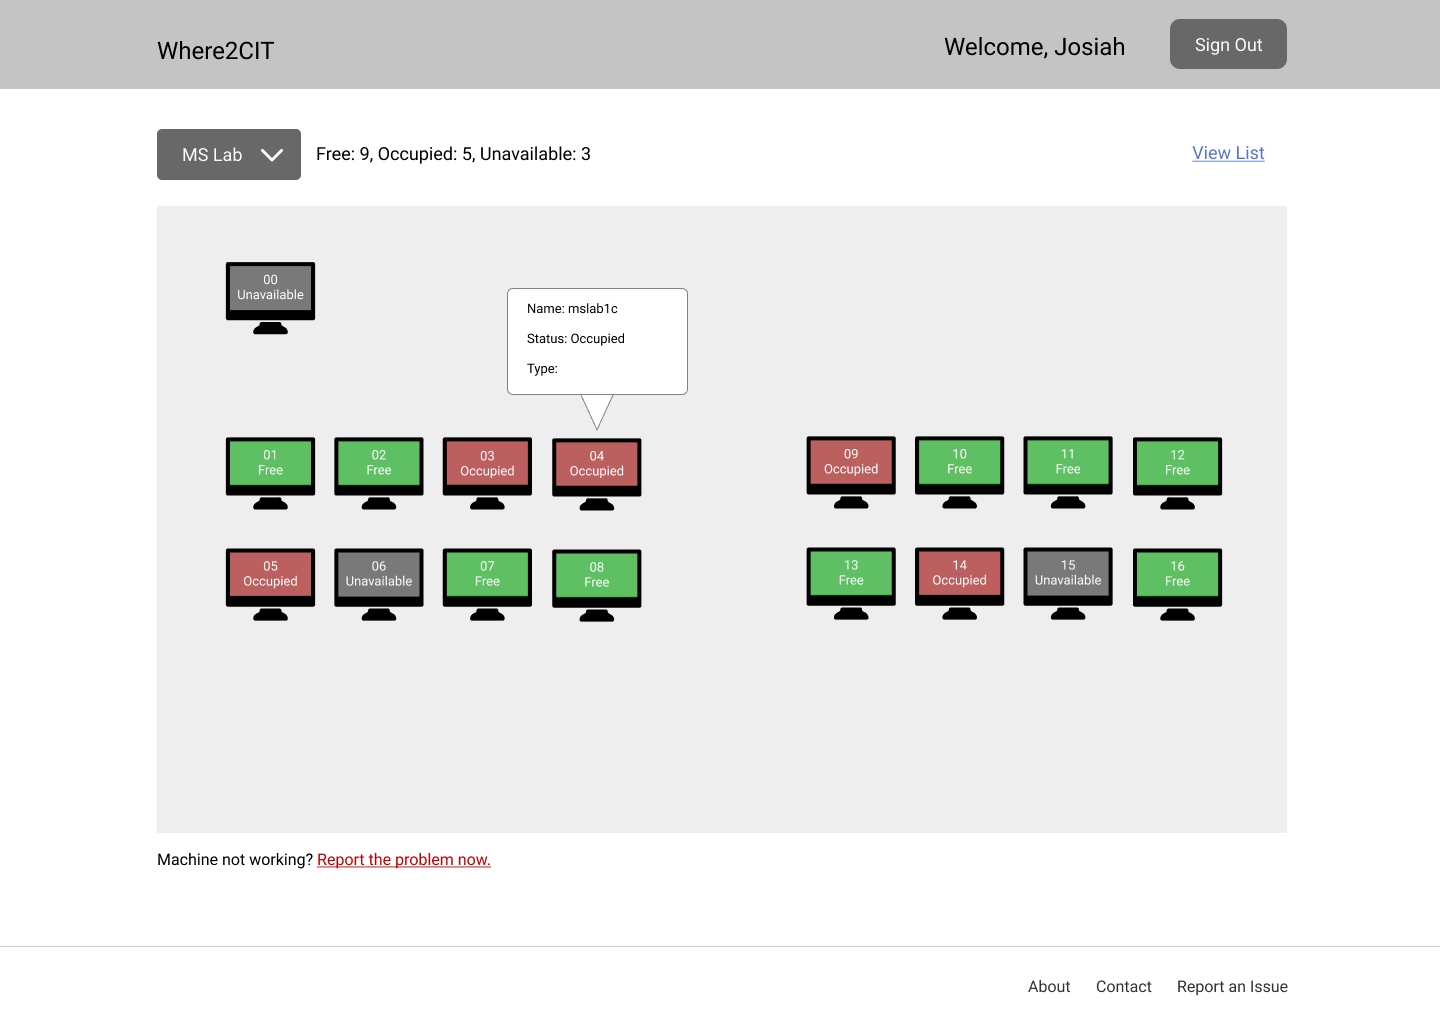 Where2CIT
Welcome, Josiah
Sign Out
MS Lab
Free: 9, Occupied: 5, Unavailable: 3
View List
00
Unavailable
Name: mslab1c
Status: Occupied
Type:
01
Free
02
Free
03
Occupied
04
Occupied
09
Occupied
10
Free
11
Free
12
Free
05
Occupied
06
Unavailable
07
Free
08
Free
13
Free
14
Occupied
15
Unavailable
16
Free
Machine not working? Report the problem now.
About
Contact
Report an Issue